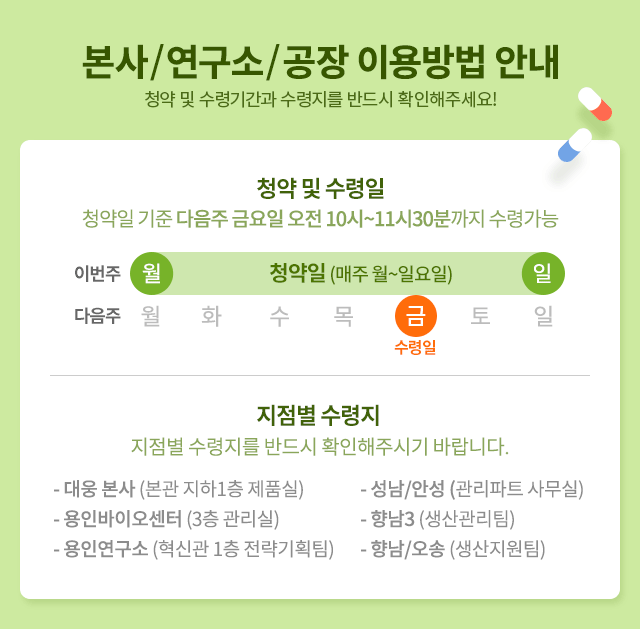 본사/연구소/공장 이용방법 안내
청약 및 수령기간과 수령지를 반드시 확인해주세요!
청약 및 수령일
청약일 기준 다음주 금요일 오전 10시~11시30분까지 수령가능
이번주 월 청약일 (매주 월~일요일) 일
다음주 월 화 수 목 금 토 일
수령일
지점별 수령지
지점별 수령지를 반드시 확인해주시기 바랍니다.
- 대웅 본사 (본관 지하1층 제품실)
- 용인바이오센터 (3층 관리실)
- 용인연구소 (혁신관 1층 전략기획팀)
- 성남/안성 (관리파트 사무실)
- 향남3 (생산관리팀)
- 향남/오송 (생산지원팀)